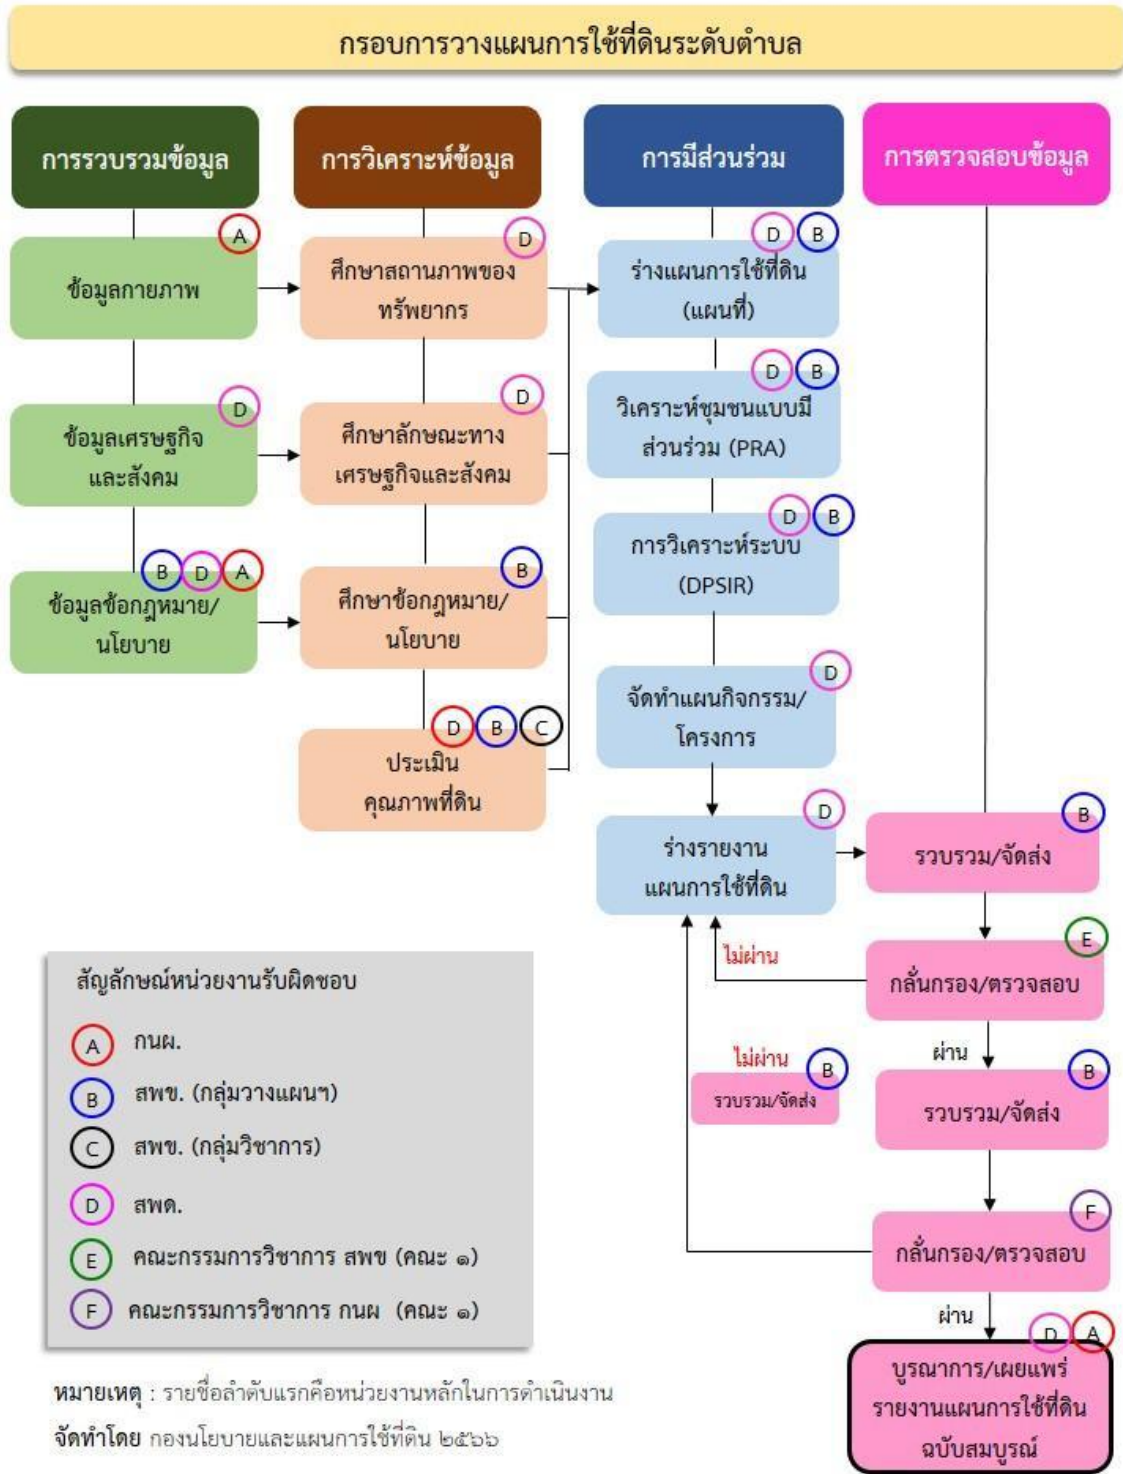 กรอบการวางแผนการใช้ที่ดินระดับตำบล
การรวบรวมข้อมูล
A
ข้อมูลกายภาพ
D
ข้อมูลเศรษฐกิจ
และสังคม
B D A
ข้อมูลข้อกฎหมาย/
นโยบาย
การวิเคราะห์ข้อมูล
D
ศึกษาสถานภาพของ
ทรัพยากร
D
ศึกษาลักษณะทาง
เศรษฐกิจและสังคม
B
ศึกษาข้อกฎหมาย/
นโยบาย
D B C
ประเมิน
คุณภาพที่ดิน
การมีส่วนร่วม
D B
ร่างแผนการใช้ที่ดิน
(แผนที่)
D B
วิเคราะห์ชุมชนแบบมี
ส่วนร่วม (PRA)
D B
การวิเคราะห์ระบบ
(DPSIR)
D
จัดทำแผนกิจกรรม/
โครงการ
D
ร่างรายงาน
แผนการใช้ที่ดิน
การตรวจสอบข้อมูล
B
รวบรวม/จัดส่ง
E
กลั่นกรอง/ตรวจสอบ
ไม่ผ่าน
ผ่าน
B
รวบรวม/จัดส่ง
ไม่ผ่าน
B
รวบรวม/จัดส่ง
F
กลั่นกรอง/ตรวจสอบ
ผ่าน
D A
บูรณาการ/เผยแพร่
รายงานแผนการใช้ที่ดิน
ฉบับสมบูรณ์
สัญลักษณ์หน่วยงานรับผิดชอบ
A กนผ.
B สพข. (กลุ่มวางแผนฯ)
C สพข. (กลุ่มวิชาการ)
D สพด.
E คณะกรรมการวิชาการ สพข (คณะ ๑)
F คณะกรรมการวิชาการ กนผ (คณะ ๑)
หมายเหตุ : รายชื่อลำดับแรกคือหน่วยงานหลักในการดำเนินงาน
จัดทำโดย กองนโยบายและแผนการใช้ที่ดิน ๒๕๖๖